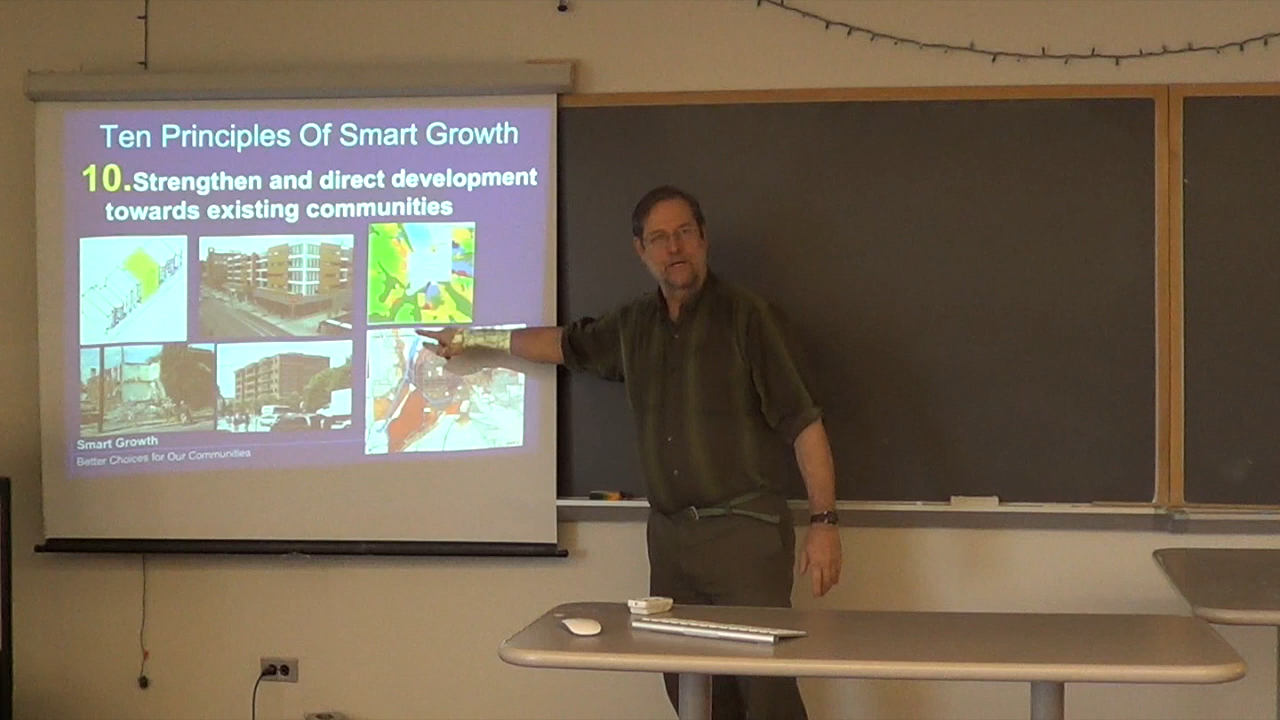 Ten Principles Of Smart Growth
10.Strengthen and direct development
towards existing communities
Smart Growth
Better Choices for Our Communities